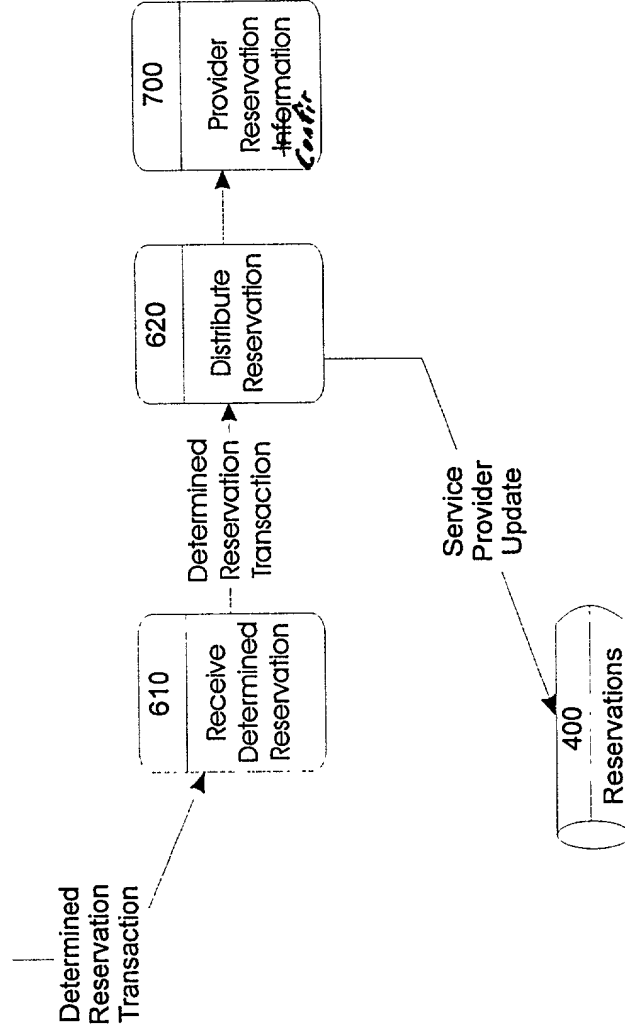 Determined
Reservation
Transaction
610
Receive
Determined
Reservation
Determined
Reservation
Transaction
620
Distribute
Reservation
700
Provider
Reservation
Information
Service
Provider
Update
400
Reservations